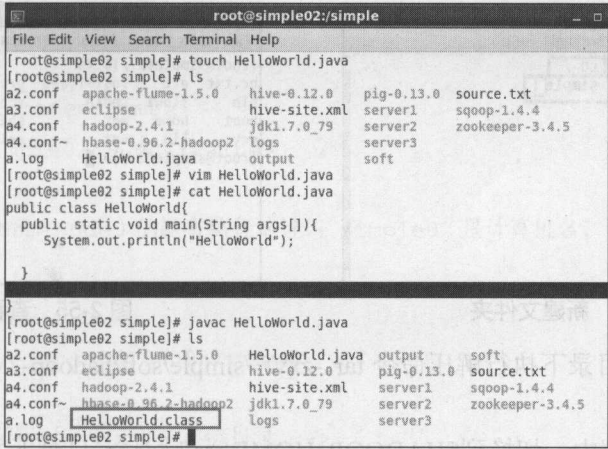 root@simple02:/simple
File Edit View Search Terminal Help
[root@simple02 simple]# touch HelloWorld.java
[root@simple02 simple]# ls
a2.conf apache-flume-1.5.0 hive-0.12.0 pig-0.13.0 source.txt
a3.conf eclipse hive-site.xml server1 sqoop-1.4.4
a4.conf hadoop-2.4.1 jdk1.7.0_79 server2 zookeeper-3.4.5
a4.conf~ hbase-0.96.2-hadoop2 logs server3
a.log HelloWorld.java output soft
[root@simple02 simple]# vim HelloWorld.java
[root@simple02 simple]# cat HelloWorld.java
public class HelloWorld{
public static void main(String args[]){
System.out.println("HelloWorld");
}
}
[root@simple02 simple]# javac HelloWorld.java
[root@simple02 simple]# ls
a2.conf apache-flume-1.5.0 HelloWorld.java output soft
a3.conf eclipse hive-0.12.0 pig-0.13.0 source.txt
a4.conf hadoop-2.4.1 hive-site.xml server1 sqoop-1.4.4
a4.conf~ hbase-0.96.2-hadoop2 jdk1.7.0_79 server2 zookeeper-3.4.5
a.log HelloWorld.class logs server3
[root@simple02 simple]#